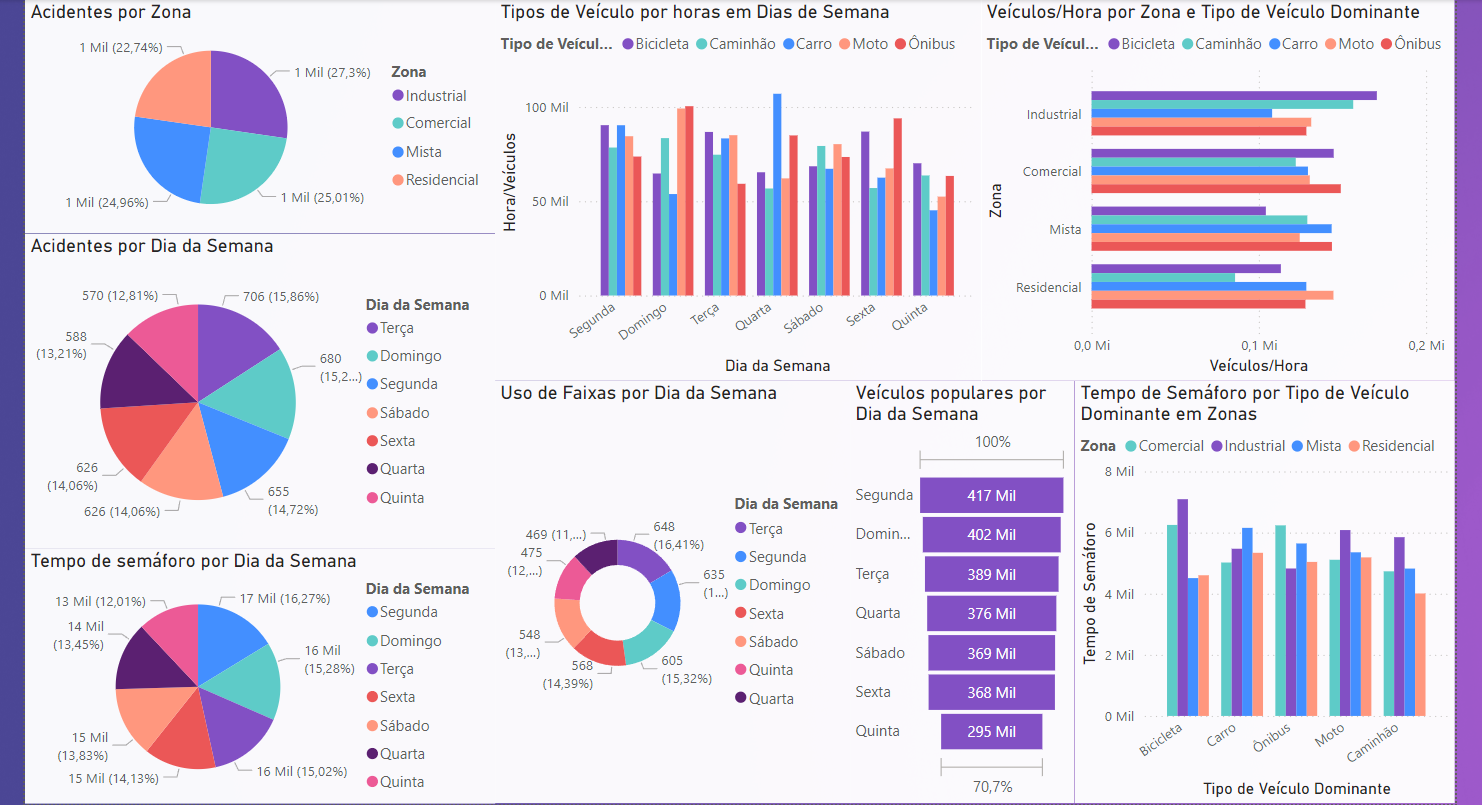 Acidentes por Zona
1 Mil (22,74%)
1 Mil (27,3%)
1 Mil (24,96%)
1 Mil (25,01%)
Zona
Industrial
Comercial
Mista
Residencial
Acidentes por Dia da Semana
570 (12,81%)
706 (15,86%)
588
(13,21%)
680
(15,2...)
626
(14,06%)
626 (14,06%)
655
(14,72%)
Dia da Semana
Terça
Domingo
Segunda
Sábado
Sexta
Quarta
Quinta
Tempo de semáforo por Dia da Semana
13 Mil (12,01%)
17 Mil (16,27%)
14 Mil
(13,45%)
16 Mil
(15,28%)
15 Mil
(13,83%)
15 Mil (14,13%)
16 Mil (15,02%)
Dia da Semana
Segunda
Domingo
Terça
Sexta
Sábado
Quarta
Quinta
Tipos de Veículo por horas em Dias de Semana
Tipo de Veícul... Bicicleta Caminhão Carro Moto Ônibus
Hora/Veículos
100 Mil
50 Mil
0 Mil
Segunda
Domingo
Terça
Quarta
Sábado
Sexta
Quinta
Dia da Semana
Veículos/Hora por Zona e Tipo de Veículo Dominante
Tipo de Veícul... Bicicleta Caminhão Carro Moto Ônibus
Zona
Industrial
Comercial
Mista
Residencial
0,0 Mi 0,1 Mi 0,2 Mi
Veículos/Hora
Uso de Faixas por Dia da Semana
469 (11,...)
648
(16,41%)
475
(12,...)
635
(1...)
548
(13,...)
568
(14,39%)
605
(15,32%)
Dia da Semana
Terça
Segunda
Domingo
Sexta
Sábado
Quinta
Quarta
Veículos populares por
Dia da Semana
100%
Segunda 417 Mil
Domin... 402 Mil
Terça 389 Mil
Quarta 376 Mil
Sábado 369 Mil
Sexta 368 Mil
Quinta 295 Mil
70,7%
Tempo de Semáforo por Tipo de Veículo
Dominante em Zonas
Zona Comercial Industrial Mista Residencial
Tempo de Semáforo
8 Mil
6 Mil
4 Mil
2 Mil
0 Mil
Bicicleta
Carro
Ônibus
Moto
Caminhão
Tipo de Veículo Dominante